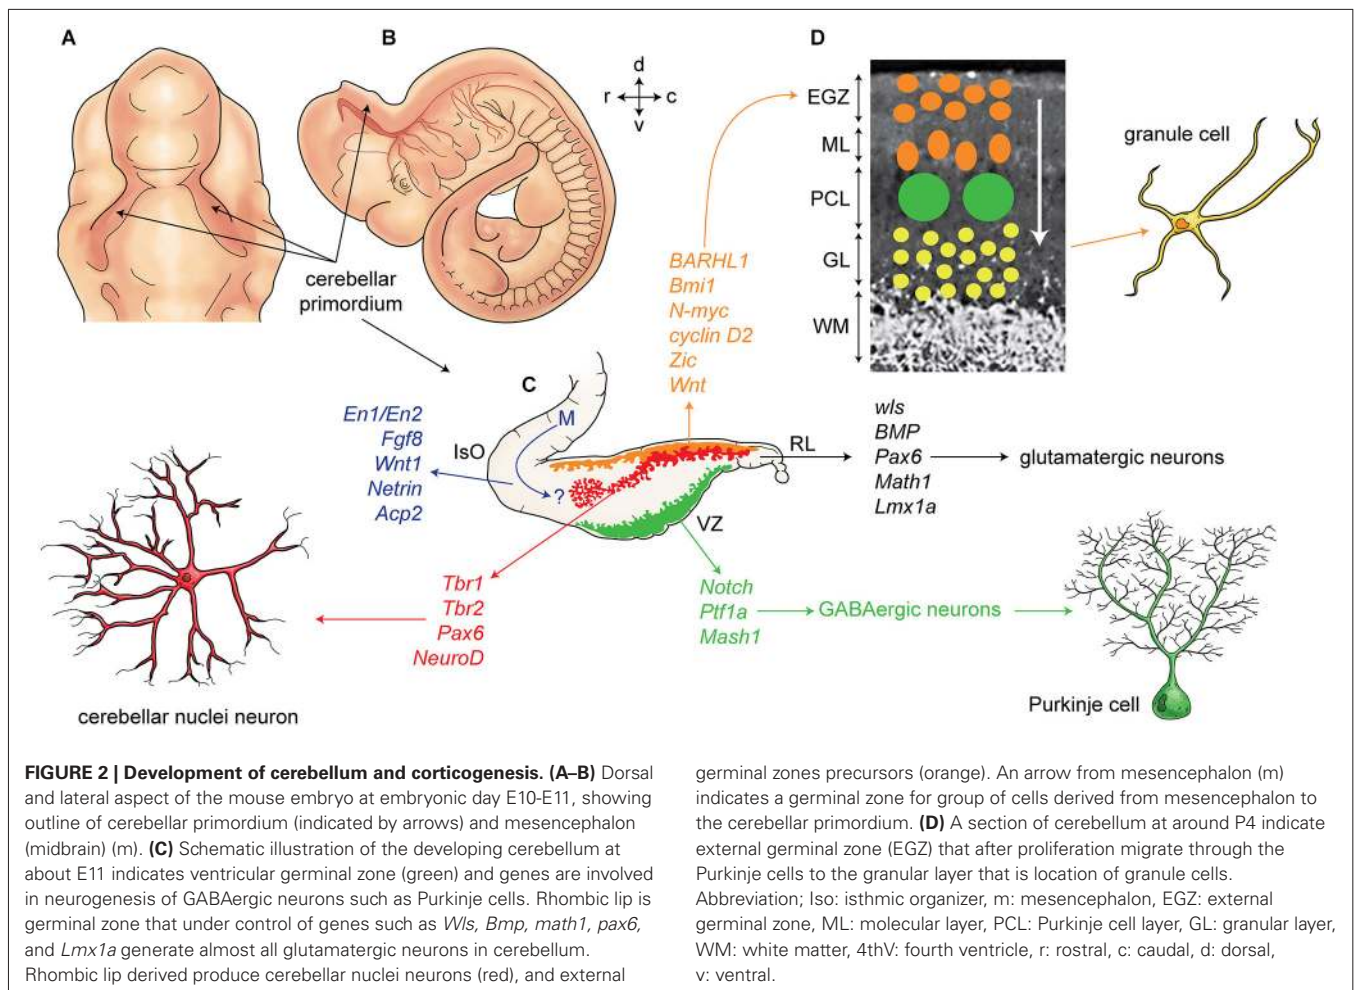 A
B
D
d
r
c
v
EGZ
ML
PCL
GL
WM
granule cell
cerebellar
primordium
BARHL1
Bmi1
N-myc
cyclin D2
Zic
Wnt
C
En1/En2
Fgf8
Wnt1
Netrin
Acp2
IsO
M
?
RL
VZ
wls
BMP
Pax6
Math1
Lmx1a
glutamatergic neurons
Tbr1
Tbr2
Pax6
NeuroD
Notch
Ptf1a
Mash1
GABAergic neurons
cerebellar nuclei neuron
Purkinje cell
FIGURE 2 | Development of cerebellum and corticogenesis. (A–B) Dorsal
and lateral aspect of the mouse embryo at embryonic day E10-E11, showing
outline of cerebellar primordium (indicated by arrows) and mesencephalon
(midbrain) (m). (C) Schematic illustration of the developing cerebellum at
about E11 indicates ventricular germinal zone (green) and genes are involved
in neurogenesis of GABAergic neurons such as Purkinje cells. Rhombic lip is
germinal zone that under control of genes such as Wls, Bmp, math1, pax6,
and Lmx1a generate almost all glutamatergic neurons in cerebellum.
Rhombic lip derived produce cerebellar nuclei neurons (red), and external
germinal zones precursors (orange). An arrow from mesencephalon (m)
indicates a germinal zone for group of cells derived from mesencephalon to
the cerebellar primordium. (D) A section of cerebellum at around P4 indicate
external germinal zone (EGZ) that after proliferation migrate through the
Purkinje cells to the granular layer that is location of granule cells.
Abbreviation; Iso: isthmic organizer, m: mesencephalon, EGZ: external
germinal zone, ML: molecular layer, PCL: Purkinje cell layer, GL: granular layer,
WM: white matter, 4thV: fourth ventricle, r: rostral, c: caudal, d: dorsal,
v: ventral.